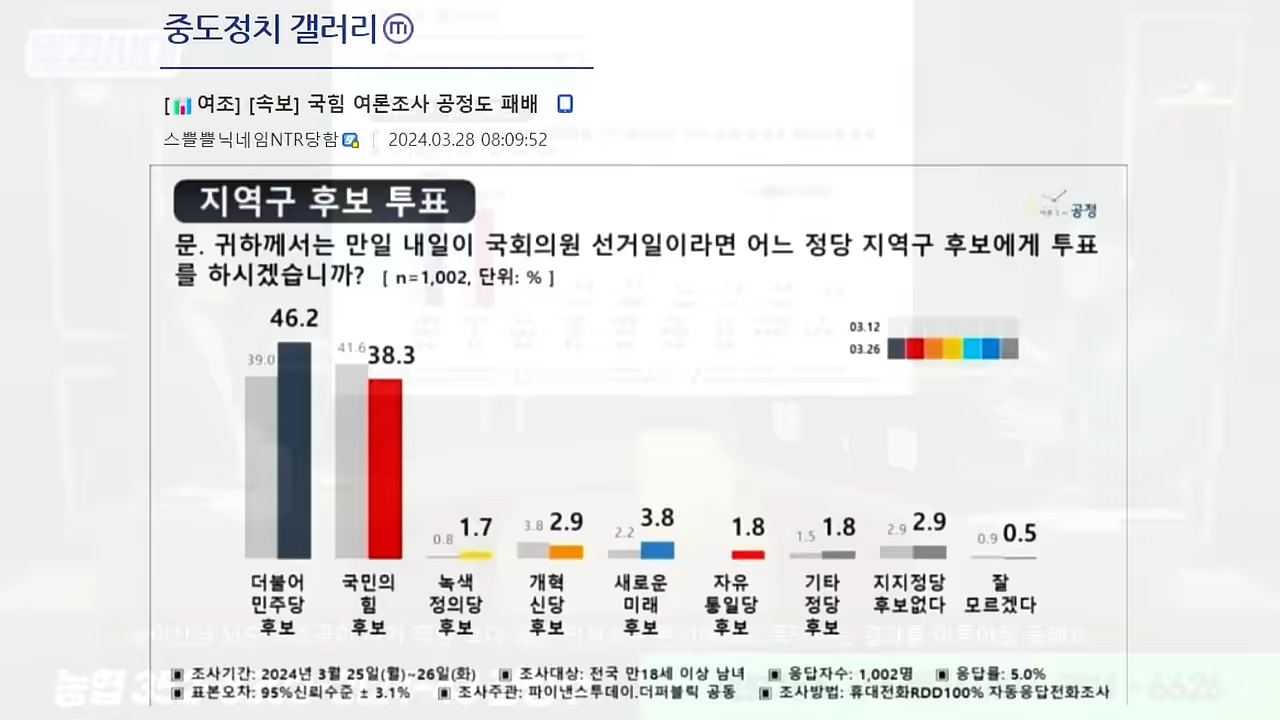 중도정치 갤러리ⓜ
[여조] [속보] 국힘 여론조사 공정도 패배
스쁠쁠닉네임NTR당함 | 2024.03.28 08:09:52
지역구 후보 투표
공정
문. 귀하께서는 만일 내일이 국회의원 선거일이라면 어느 정당 지역구 후보에게 투표
를 하시겠습니까? [ n=1,002, 단위: % ]
03.12
03.26
39.0 46.2
41.6 38.3
0.8 1.7
3.8 2.9
2.2 3.8
1.8
1.5 1.8
2.9 2.9
0.9 0.5
더불어
민주당
후보
국민의
힘
후보
녹색
정의당
후보
개혁
신당
후보
새로운
미래
후보
자유
통일당
후보
기타
정당
후보
지지정당
후보없다
잘
모르겠다
▣ 조사기간: 2024년 3월 25일(월)~26일(화) ▣ 조사대상: 전국 만18세 이상 남녀 ▣ 응답자수: 1,002명 ▣ 응답률: 5.0%
▣ 표본오차: 95%신뢰수준 ± 3.1% ▣ 조사주관: 파이낸스투데이.더퍼블릭 공동 ▣ 조사방법: 휴대전화RDD100% 자동응답전화조사
농협 35
6626